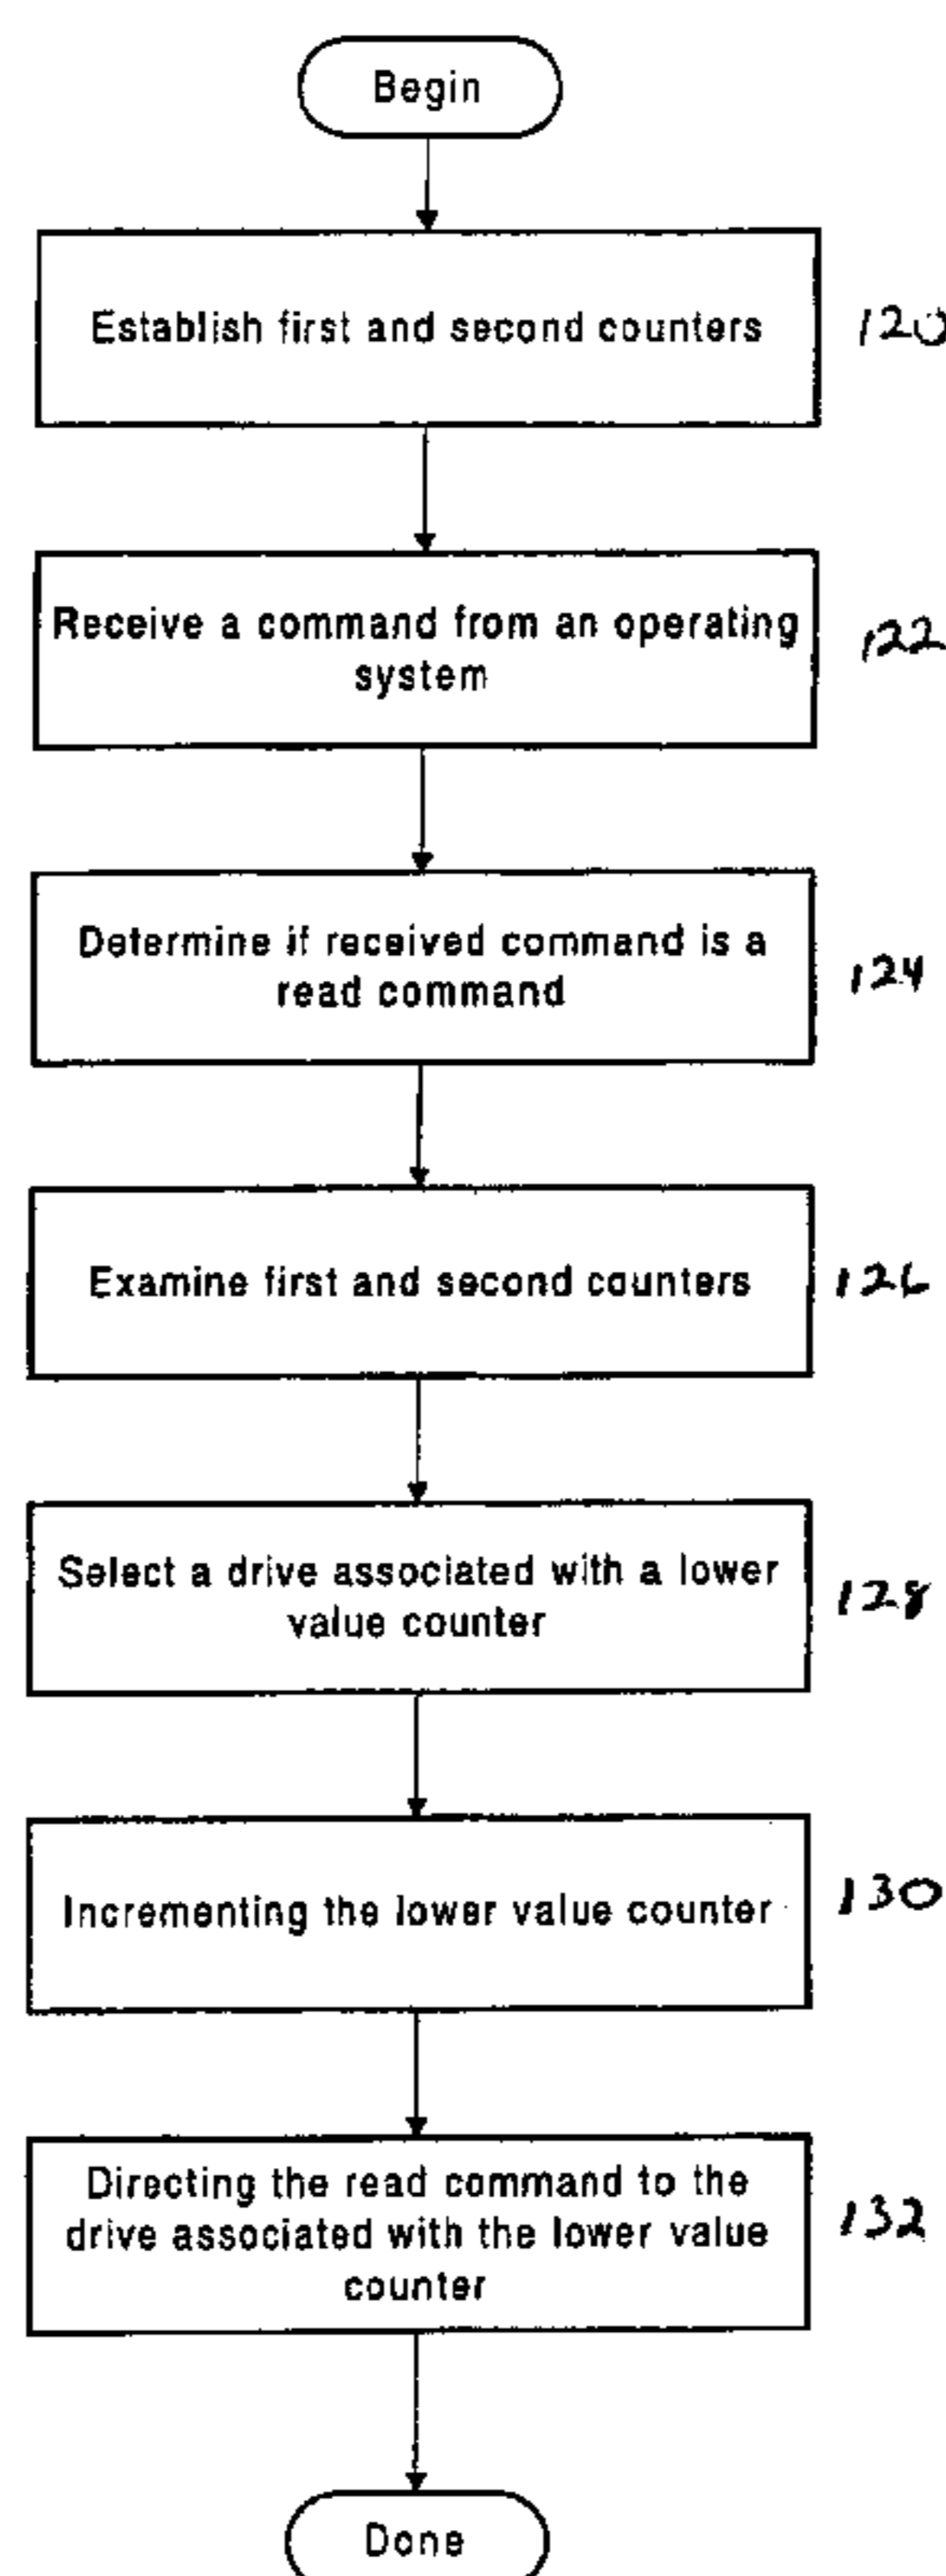 Begin
Establish first and second counters
120
Receive a command from an operating
system
122
Determine if received command is a
read command
124
Examine first and second counters
126
Select a drive associated with a lower
value counter
128
Incrementing the lower value counter
130
Directing the read command to the
drive associated with the lower value
counter
132
Done